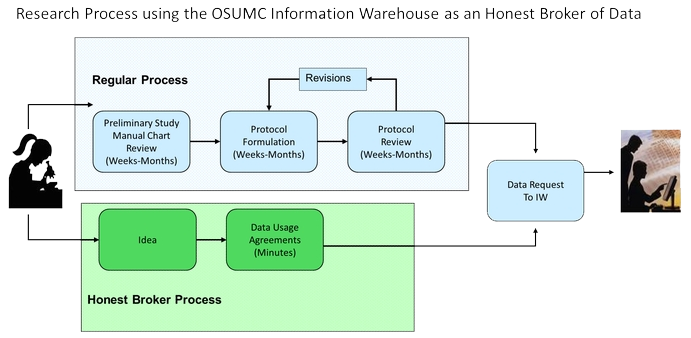 Research Process using the OSUMC Information Warehouse as an Honest Broker of Data
Regular Process
Revisions
Preliminary Study
Manual Chart
Review
(Weeks-Months)
Protocol
Formulation
(Weeks-Months)
Protocol
Review
(Weeks-Months)
Data Request
To IW
Idea
Data Usage
Agreements
(Minutes)
Honest Broker Process